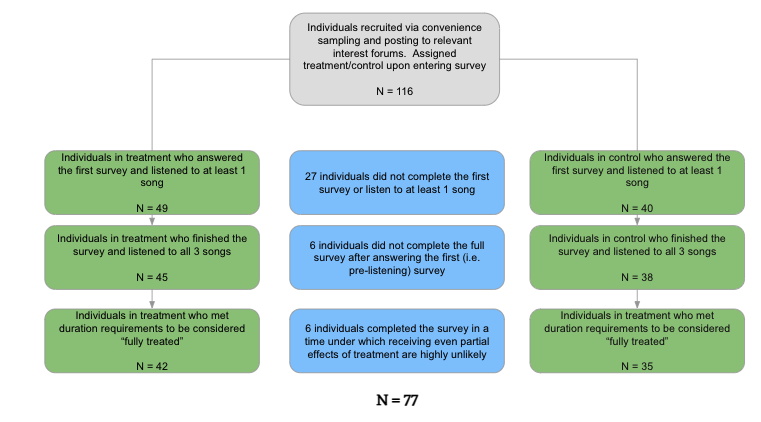 Individuals recruited via convenience
sampling and posting to relevant
interest forums. Assigned
treatment/control upon entering survey
N = 116
Individuals in treatment who answered
the first survey and listened to at least 1
song
N = 49
27 individuals did not complete the first
survey or listen to at least 1 song
Individuals in control who answered the
first survey and listened to at least 1
song
N = 40
Individuals in treatment who finished the
survey and listened to all 3 songs
N = 45
6 individuals did not complete the full
survey after answering the first (i.e.
pre-listening) survey
Individuals in control who finished the
survey and listened to all 3 songs
N = 38
Individuals in treatment who met
duration requirements to be considered
“fully treated”
N = 42
6 individuals completed the survey in a
time under which receiving even partial
effects of treatment are highly unlikely
Individuals in treatment who met
duration requirements to be considered
“fully treated”
N = 35
N = 77